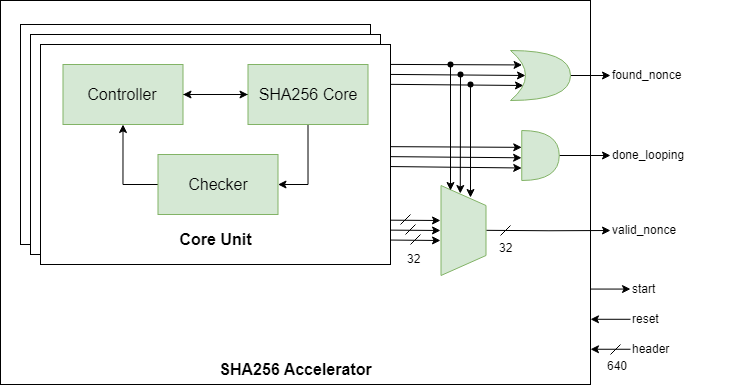 Controller
SHA256 Core
Checker
Core Unit
found_nonce
done_looping
valid_nonce
32
32
start
reset
header
640
SHA256 Accelerator